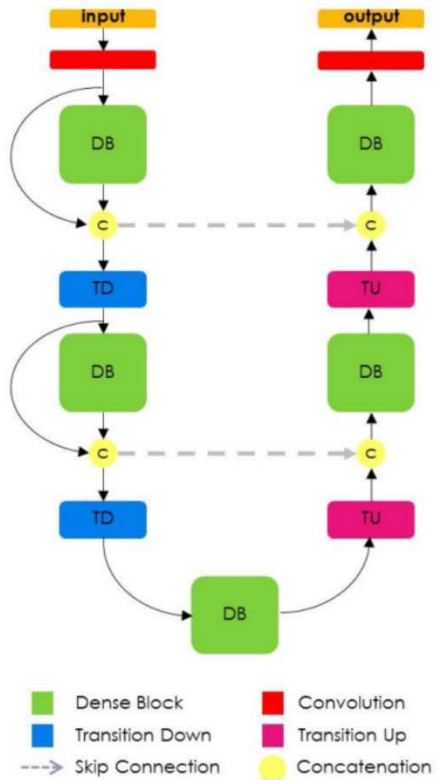 input
output
DB
DB
C
C
TD
TU
DB
DB
C
C
TD
TU
DB
Dense Block
Convolution
Transition Down
Transition Up
Skip Connection
Concatenation